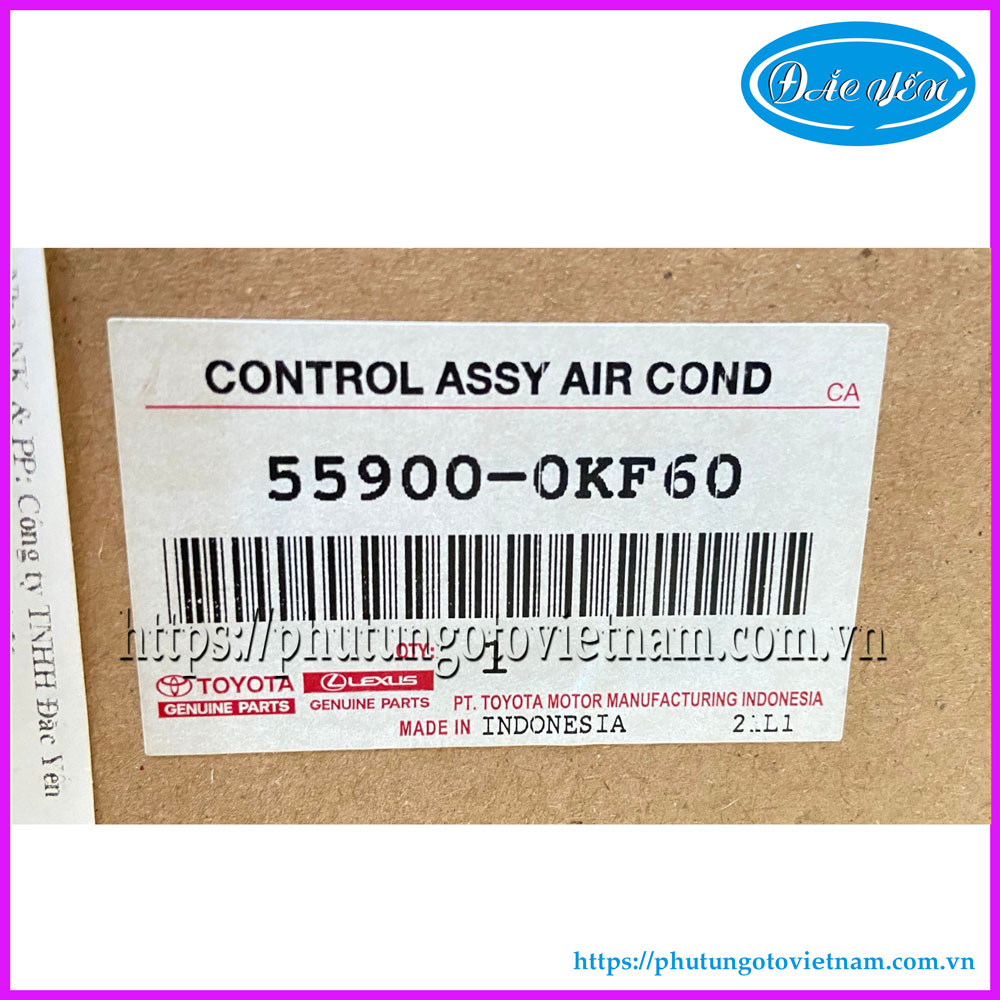 ĐẮC YẾN
CONTROL ASSY AIR COND
CA
55900-0KF60
https://phutungotovietnam.com.vn
QTY: 1
TOYOTA
GENUINE PARTS
LEXUS
GENUINE PARTS
PT. TOYOTA MOTOR MANUFACTURING INDONESIA
MADE IN INDONESIA
NK & PP: Công ty TNHH Đắc Yến
https://phutungotovietnam.com.vn